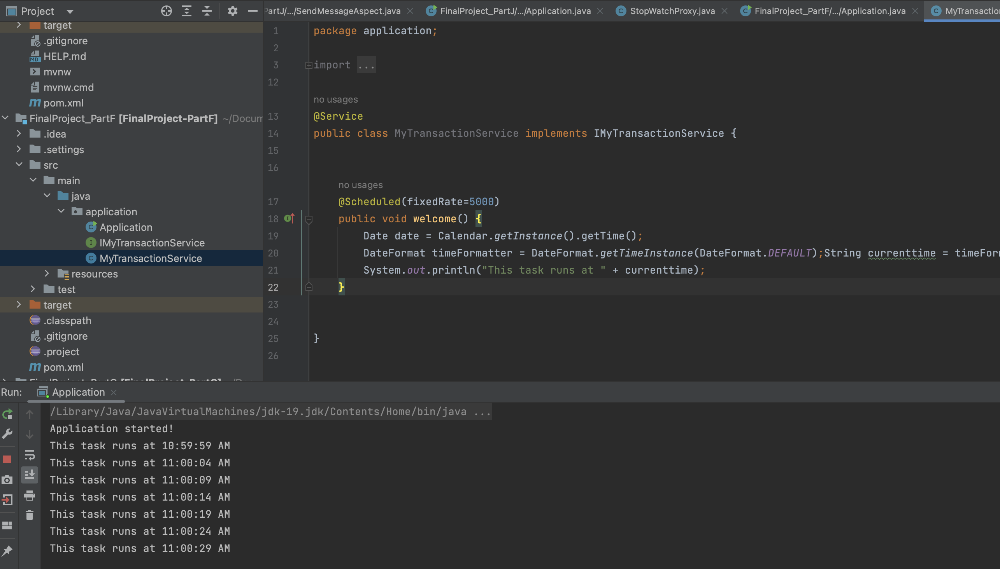 Project
PartJ/.../SendMessageAspect.java
FinalProject_PartJ/.../Application.java
StopWatchProxy.java
FinalProject_PartF/.../Application.java
MyTransactio
target
.gitignore
HELP.md
mvnw
mvnw.cmd
pom.xml
FinalProject_PartF [FinalProject-PartF] ~/Docum
.idea
.settings
src
main
java
application
Application
IMyTransactionService
MyTransactionService
resources
test
target
.classpath
.gitignore
.project
pom.xml
1 package application;
2
3 import ...
12
no usages
13 @Service
14 public class MyTransactionService implements IMyTransactionService {
15
16
no usages
17 @Scheduled(fixedRate=5000)
18 public void welcome() {
19 Date date = Calendar.getInstance().getTime();
20 DateFormat timeFormatter = DateFormat.getTimeInstance(DateFormat.DEFAULT);String currenttime = timeFor
21 System.out.println("This task runs at " + currenttime);
22 }
23
24
25 }
26
Run: Application
/Library/Java/JavaVirtualMachines/jdk-19.jdk/Contents/Home/bin/java ...
Application started!
This task runs at 10:59:59 AM
This task runs at 11:00:04 AM
This task runs at 11:00:09 AM
This task runs at 11:00:14 AM
This task runs at 11:00:19 AM
This task runs at 11:00:24 AM
This task runs at 11:00:29 AM